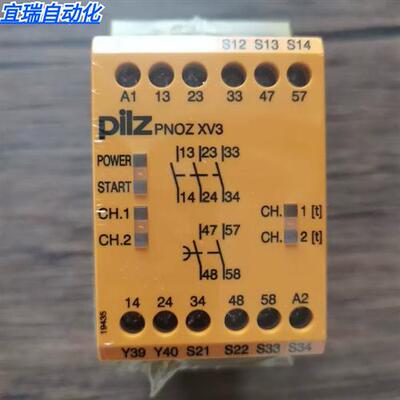 宜瑞自动化
S12 S13 S14
A1 13 23 33 47 57
pilz PNOZ XV3
POWER
START
CH.1
CH.2
13 23 33
14 24 34
47 57
48 58
CH. 1 [t]
CH. 2 [t]
14 24 34 48 58 A2
19435
Y39 Y40 S21 S22 S33 S34